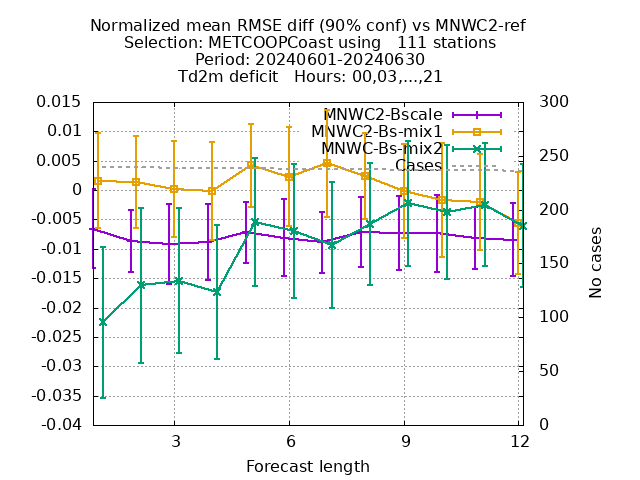 Normalized mean RMSE diff (90% conf) vs MNWC2-ref
Selection: METCOOPCoast using   111 stations
Period: 20240601-20240630
Td2m deficit   Hours: 00,03,...,21
MNWC2-Bscale
MNWC2-Bs-mix1
MNWC-Bs-mix2
Cases
0.015
0.01
0.005
0
-0.005
-0.01
-0.015
-0.02
-0.025
-0.03
-0.035
-0.04
300
250
200
150
100
50
0
No cases
3
6
9
12
Forecast length